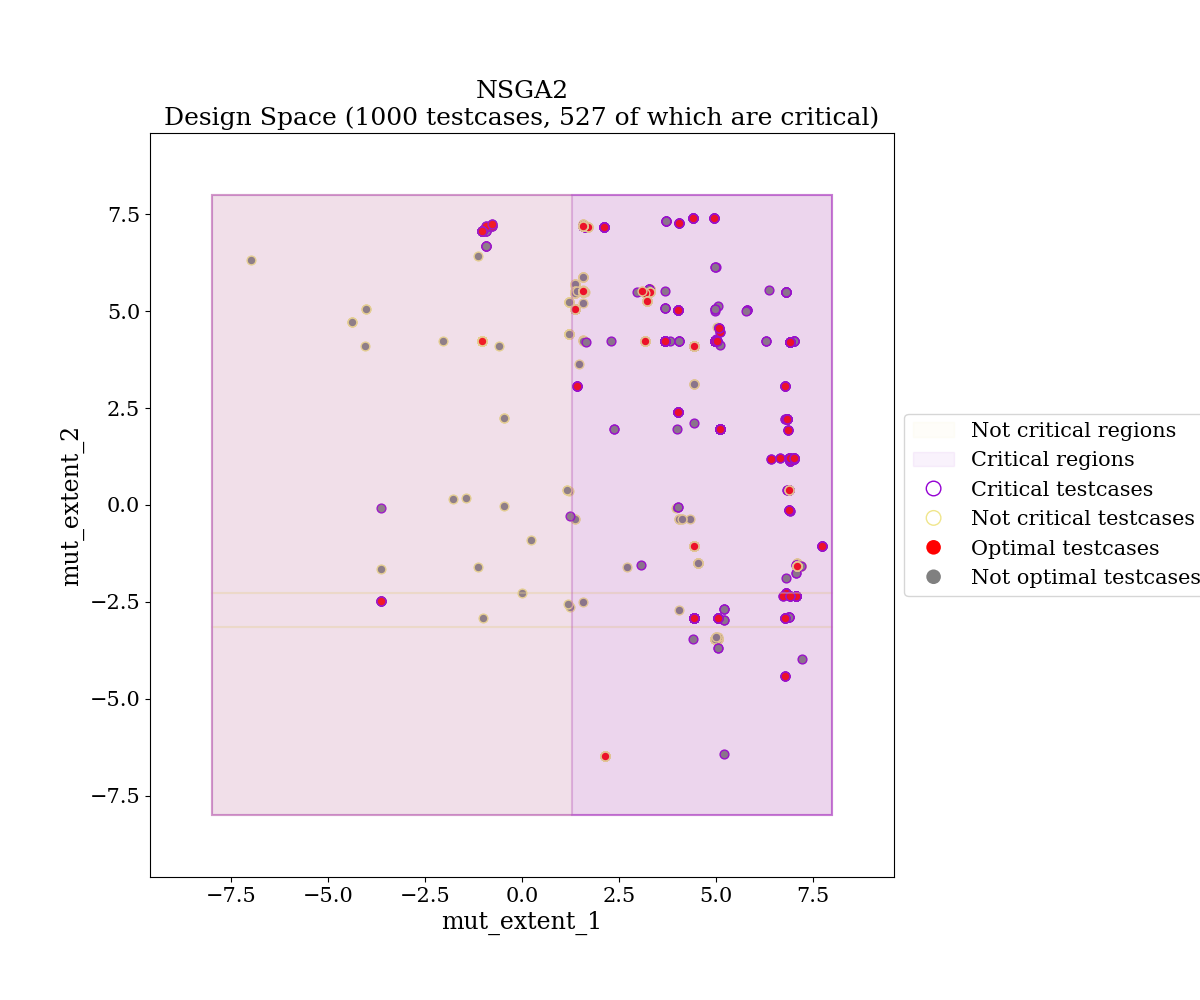 NSGA2
Design Space (1000 testcases, 527 of which are critical)
7.5
5.0
2.5
0.0
−2.5
−5.0
−7.5
mut_extent_2
−7.5
−5.0
−2.5
0.0
2.5
5.0
7.5
mut_extent_1
Not critical regions
Critical regions
Critical testcases
Not critical testcases
Optimal testcases
Not optimal testcases